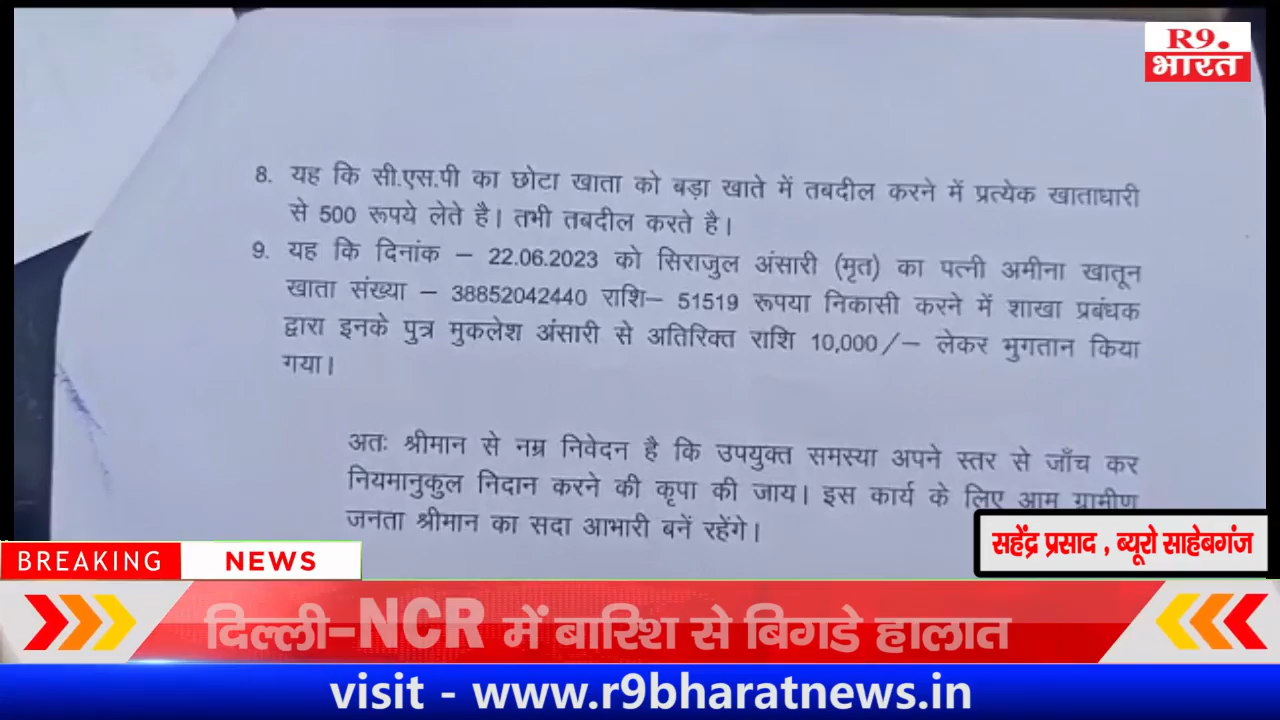 R9.
भारत
8. यह कि सी.एस.पी का छोटा खाता को बड़ा खाते में तबदील करने में प्रत्येक खाताधारी
से 500 रूपये लेते है। तभी तबदील करते है।
9. यह कि दिनांक – 22.06.2023 को सिराजुल अंसारी (मृत) का पत्नी अमीना खातून
खाता संख्या – 38852042440 राशि– 51519 रूपया निकासी करने में शाखा प्रबंधक
द्वारा इनके पुत्र मुकलेश अंसारी से अतिरिक्त राशि 10,000/– लेकर भुगतान किया
गया।
अतः श्रीमान से नम्र निवेदन है कि उपयुक्त समस्या अपने स्तर से जाँच कर
नियमानुकुल निदान करने की कृपा की जाय। इस कार्य के लिए आम ग्रामीण
जनता श्रीमान का सदा आभारी बनें रहेंगे।
सहेंद्र प्रसाद , ब्यूरो साहेबगंज
BREAKING NEWS
दिल्ली-NCR में बारिश से बिगडे हालात
visit - www.r9bharatnews.in